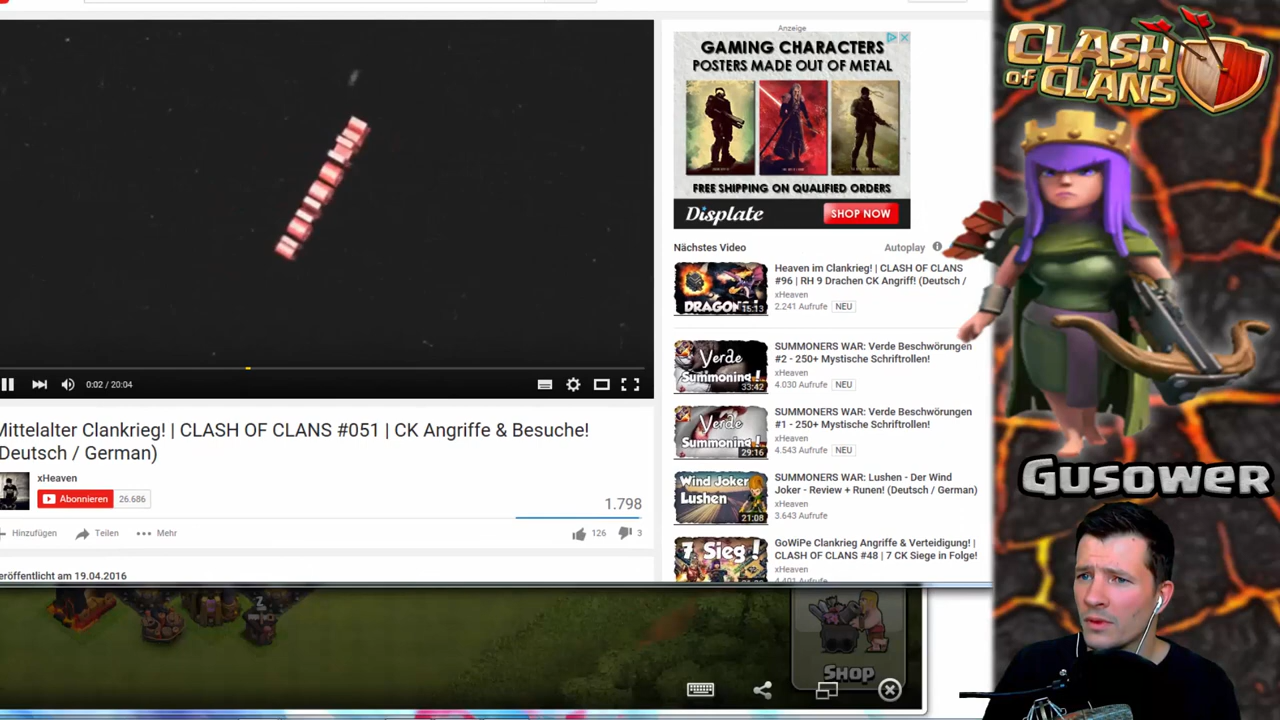 Anzeige
GAMING CHARACTERS
POSTERS MADE OUT OF METAL
FREE SHIPPING ON QUALIFIED ORDERS
Displate
SHOP NOW
Nächstes Video
Autoplay
Heaven im Clankrieg! | CLASH OF CLANS
#96 | RH 9 Drachen CK Angriff! (Deutsch /
xHeaven
2.241 Aufrufe NEU
DRAGON
15:13
SUMMONERS WAR: Verde Beschwörungen
#2 - 250+ Mystische Schriftrollen!
xHeaven
4.030 Aufrufe NEU
Verde
Summoning!
33:42
SUMMONERS WAR: Verde Beschwörungen
#1 - 250+ Mystische Schriftrollen!
xHeaven
4.543 Aufrufe NEU
Verde
Summoning!
29:16
SUMMONERS WAR: Lushen - Der Wind
Joker - Review + Runen! (Deutsch / German)
xHeaven
3.643 Aufrufe
Wind Joker
Lushen
21:08
GoWiPe Clankrieg Angriffe & Verteidigung! |
CLASH OF CLANS #48 | 7 CK Siege in Folge!
xHeaven
7 Sieg!
0:02 / 20:04
Mittelalter Clankrieg! | CLASH OF CLANS #051 | CK Angriffe & Besuche!
Deutsch / German)
xHeaven
Abonnieren 26.686
1.798
Hinzufügen Teilen Mehr
126 3
eröffentlicht am 19.04.2016
Shop
CLASH
OF CLANS
Gusower